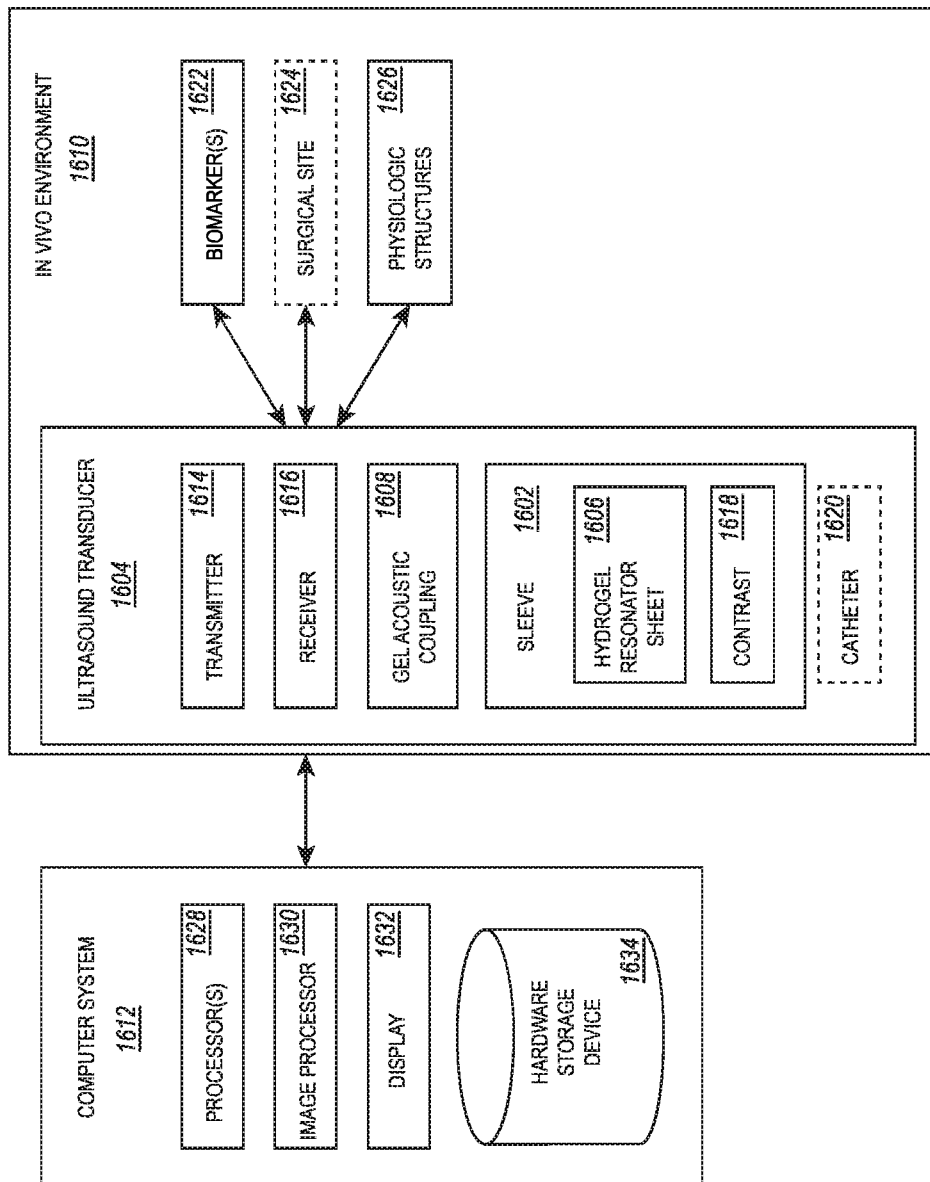 COMPUTER SYSTEM
1612
PROCESSOR(S)
1628
IMAGE PROCESSOR
1630
DISPLAY
1632
HARDWARE
STORAGE
DEVICE
1634
ULTRASOUND TRANSDUCER
1604
TRANSMITTER
1614
RECEIVER
1616
GEL ACOUSTIC
COUPLING
1608
SLEEVE
1602
HYDROGEL
RESONATOR
SHEET
1606
CONTRAST
1618
CATHETER
1620
IN VIVO ENVIRONMENT
1610
BIOMARKER(S)
1622
SURGICAL SITE
1624
PHYSIOLOGIC
STRUCTURES
1626